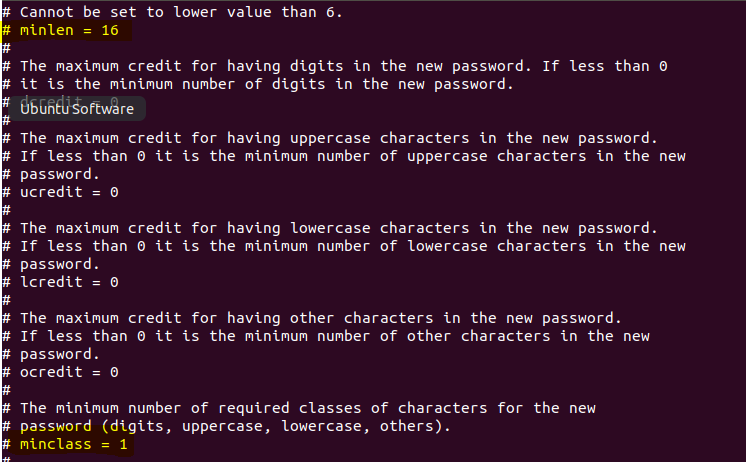 # Cannot be set to lower value than 6.
# minlen = 16
#
# The maximum credit for having digits in the new password. If less than 0
# it is the minimum number of digits in the new password.
# dcredit = 0
Ubuntu Software
#
# The maximum credit for having uppercase characters in the new password.
# If less than 0 it is the minimum number of uppercase characters in the new
# password.
# ucredit = 0
#
# The maximum credit for having lowercase characters in the new password.
# If less than 0 it is the minimum number of lowercase characters in the new
# password.
# lcredit = 0
#
# The maximum credit for having other characters in the new password.
# If less than 0 it is the minimum number of other characters in the new
# password.
# ocredit = 0
#
# The minimum number of required classes of characters for the new
# password (digits, uppercase, lowercase, others).
# minclass = 1
#